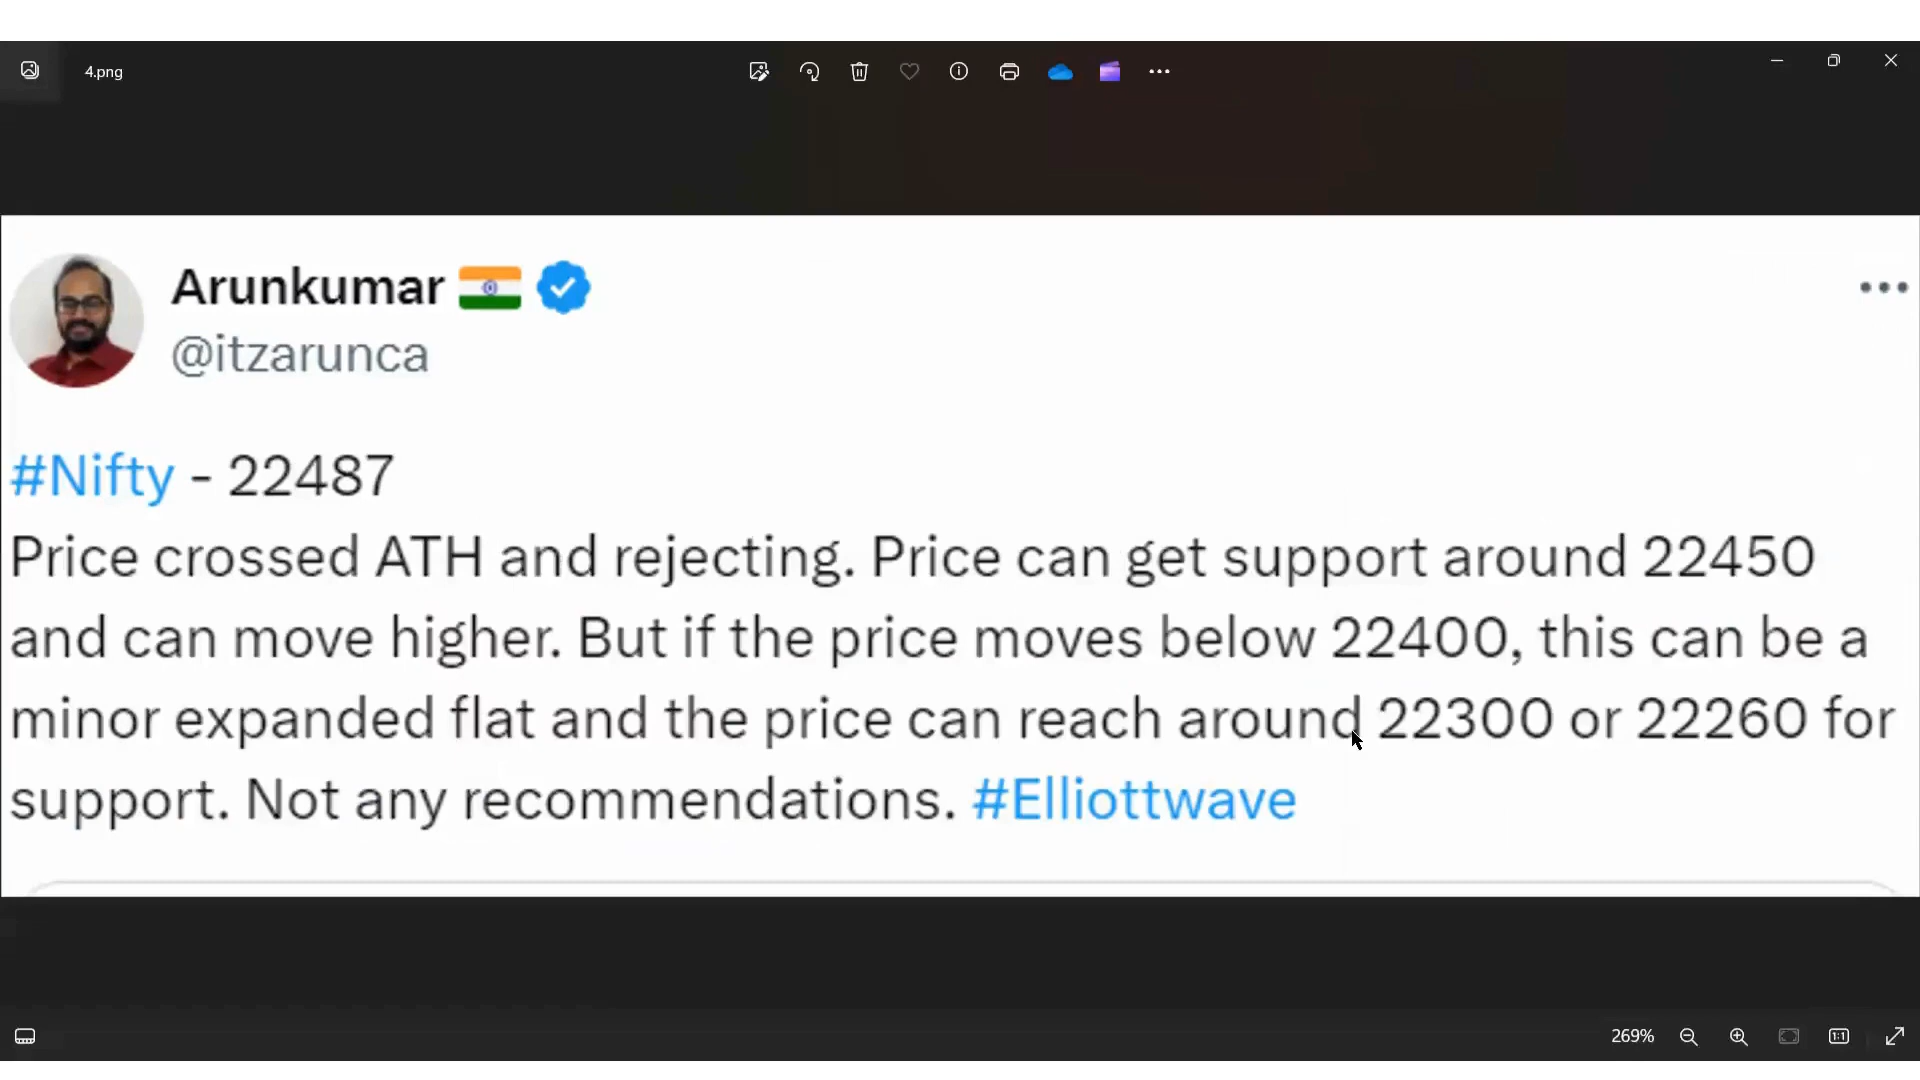 4.png
Arunkumar 🇮🇳
@itzarunca
#Nifty - 22487
Price crossed ATH and rejecting. Price can get support around 22450
and can move higher. But if the price moves below 22400, this can be a
minor expanded flat and the price can reach around 22300 or 22260 for
support. Not any recommendations. #Elliottwave
269%
1:1